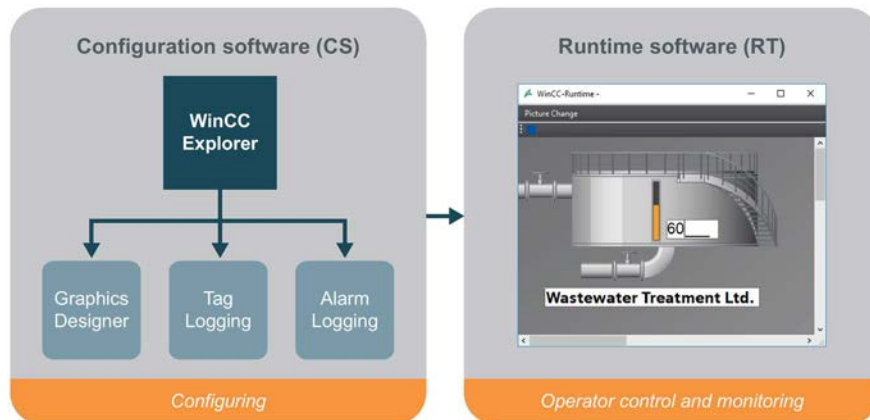 Configuration software (CS)
WinCC
Explorer
Graphics
Designer
Tag
Logging
Alarm
Logging
Configuring
Runtime software (RT)
WinCC-Runtime -
Picture Change
60___
Wastewater Treatment Ltd.
Operator control and monitoring